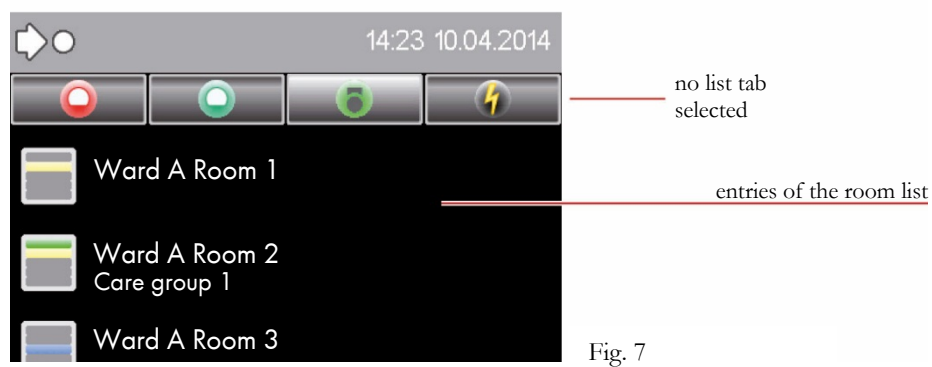 14:23 10.04.2014
no list tab
selected
Ward A Room 1
entries of the room list
Ward A Room 2
Care group 1
Ward A Room 3
Fig. 7